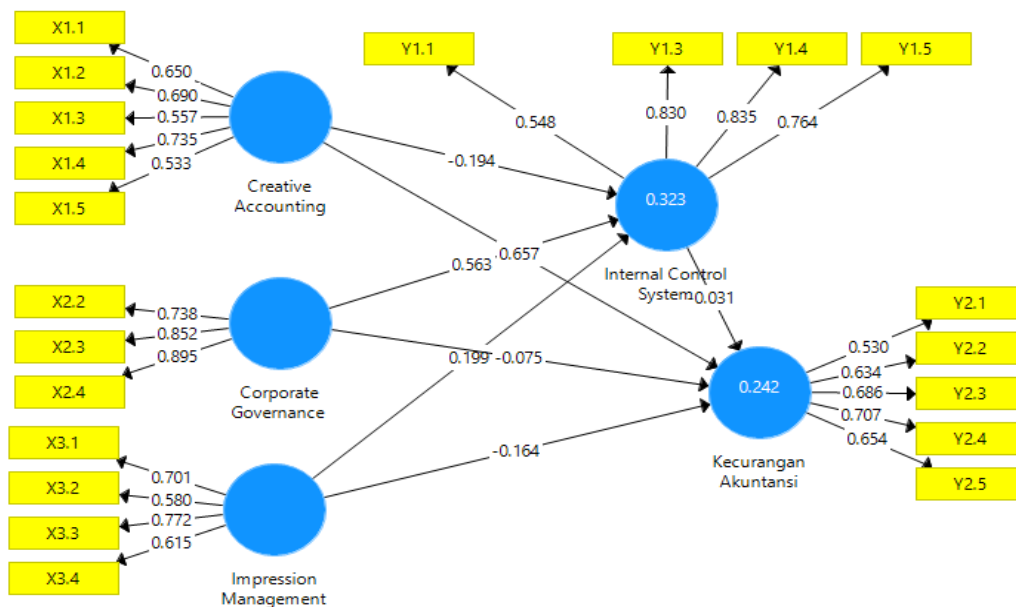 X1.1
X1.2
X1.3
X1.4
X1.5
0.650
0.690
0.557
0.735
0.533
Creative
Accounting
Y1.1
Y1.3
Y1.4
Y1.5
0.548
0.830
0.835
0.764
-0.194
0.323
Internal Control
System
0.563
0.657
-0.031
X2.2
X2.3
X2.4
0.738
0.852
0.895
Corporate
Governance
0.199
-0.075
-0.164
0.242
Kecurangan
Akuntansi
0.530
0.634
0.686
0.707
0.654
Y2.1
Y2.2
Y2.3
Y2.4
Y2.5
X3.1
X3.2
X3.3
X3.4
0.701
0.580
0.772
0.615
Impression
Management